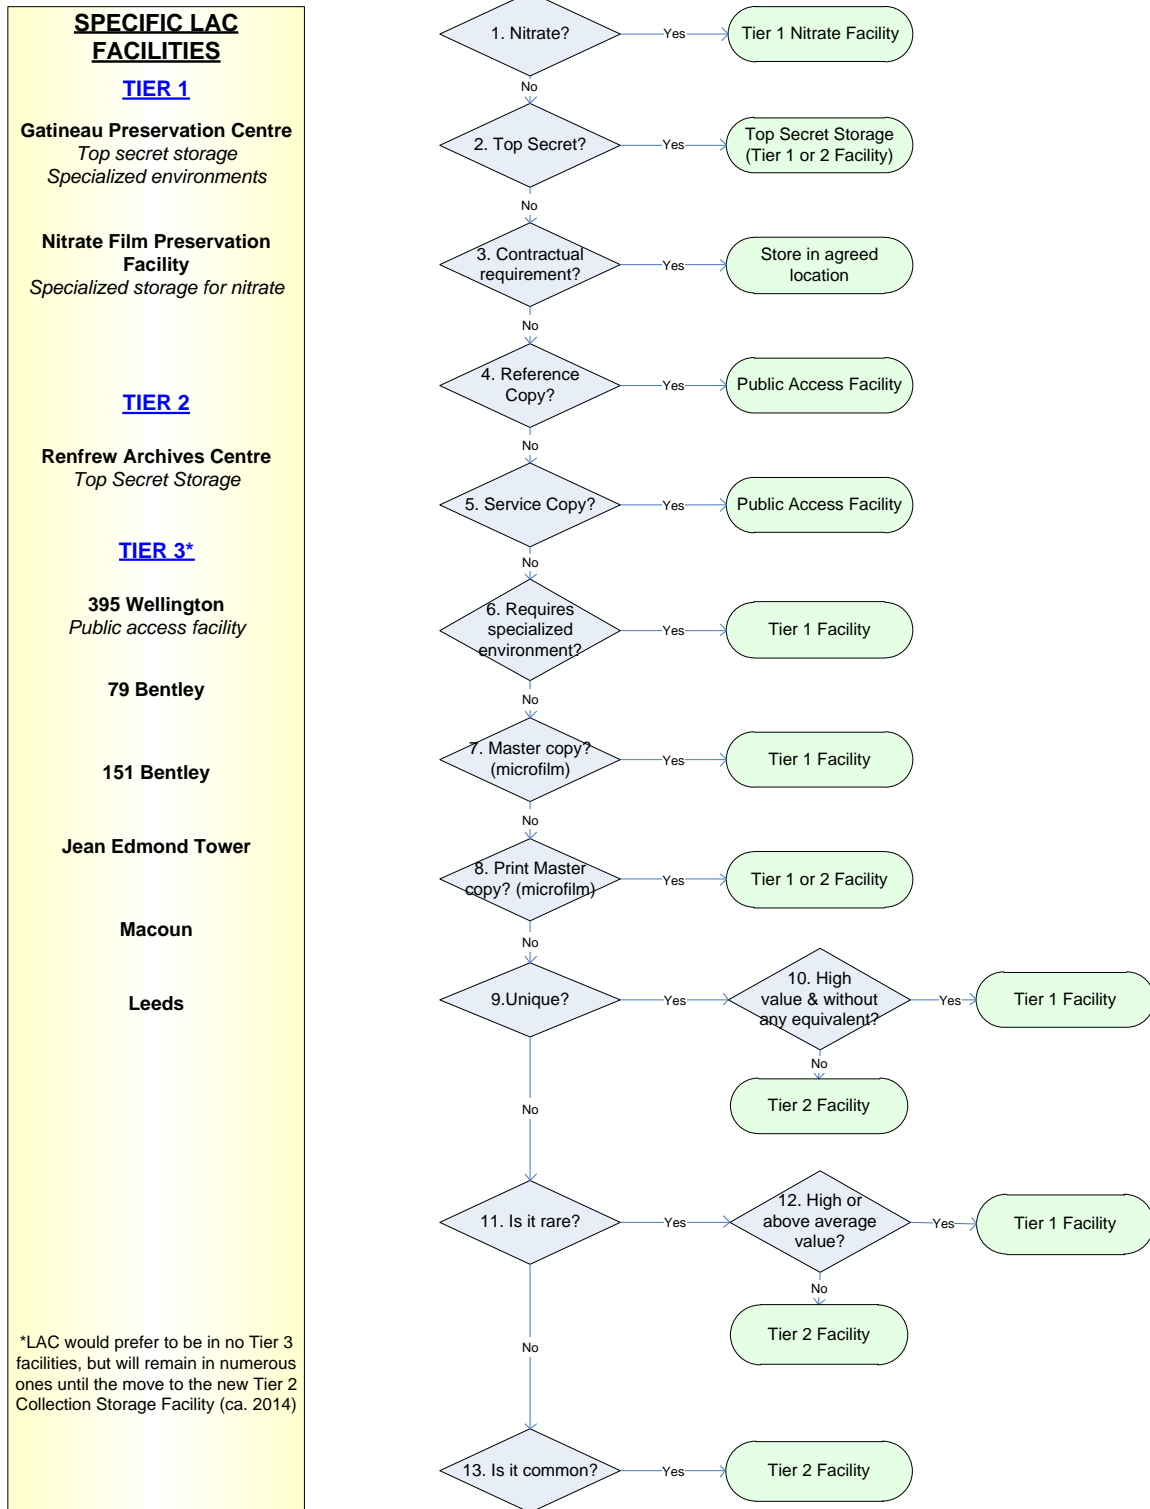 SPECIFIC LAC
FACILITIES
TIER 1
Gatineau Preservation Centre
Top secret storage
Specialized environments
Nitrate Film Preservation
Facility
Specialized storage for nitrate
TIER 2
Renfrew Archives Centre
Top Secret Storage
TIER 3*
395 Wellington
Public access facility
79 Bentley
151 Bentley
Jean Edmond Tower
Macoun
Leeds
*LAC would prefer to be in no Tier 3
facilities, but will remain in numerous
ones until the move to the new Tier 2
Collection Storage Facility (ca. 2014)
1. Nitrate?
Yes
Tier 1 Nitrate Facility
No
2. Top Secret?
Yes
Top Secret Storage
(Tier 1 or 2 Facility)
No
3. Contractual
requirement?
Yes
Store in agreed
location
No
4. Reference
Copy?
Yes
Public Access Facility
No
5. Service Copy?
Yes
Public Access Facility
No
6. Requires
specialized
environment?
Yes
Tier 1 Facility
No
7. Master copy?
(microfilm)
Yes
Tier 1 Facility
No
8. Print Master
copy? (microfilm)
Yes
Tier 1 or 2 Facility
No
9.Unique?
Yes
10. High
value & without
any equivalent?
Yes
Tier 1 Facility
No
Tier 2 Facility
No
11. Is it rare?
Yes
12. High or
above average
value?
Yes
Tier 1 Facility
No
Tier 2 Facility
No
13. Is it common?
Yes
Tier 2 Facility